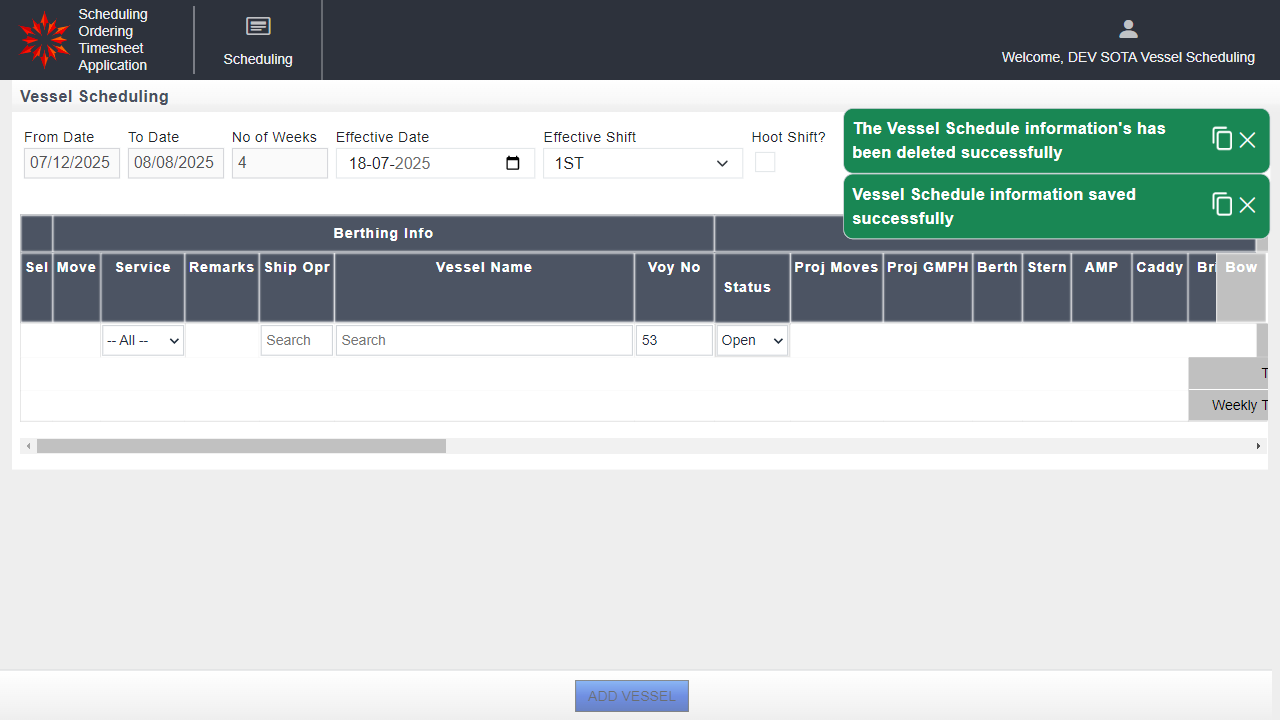 Scheduling
Ordering
Timesheet
Application
Scheduling
Welcome, DEV SOTA Vessel Scheduling
Vessel Scheduling
From Date To Date No of Weeks Effective Date Effective Shift Hoot Shift?
07/12/2025 08/08/2025 4 18-07-2025 1ST
The Vessel Schedule information's has
been deleted successfully
Vessel Schedule information saved
successfully
Berthing Info
Sel Move Service Remarks Ship Opr Vessel Name Voy No Status Proj Moves Proj GMPH Berth Stern AMP Caddy Bri Bow
-- All -- Search Search 53 Open
T
Weekly T
ADD VESSEL